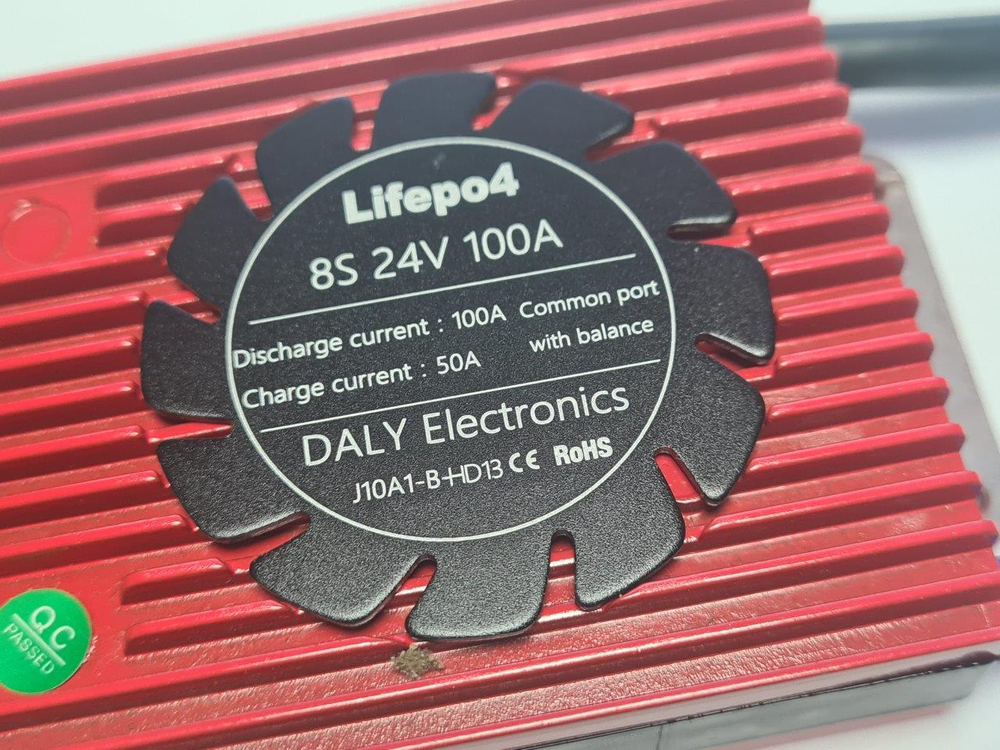 Lifepo4
8S 24V 100A
Discharge current : 100A
Charge current : 50A
Common port
with balance
DALY Electronics
J10A1-B-HD13 CE RoHS
QC
PASSED